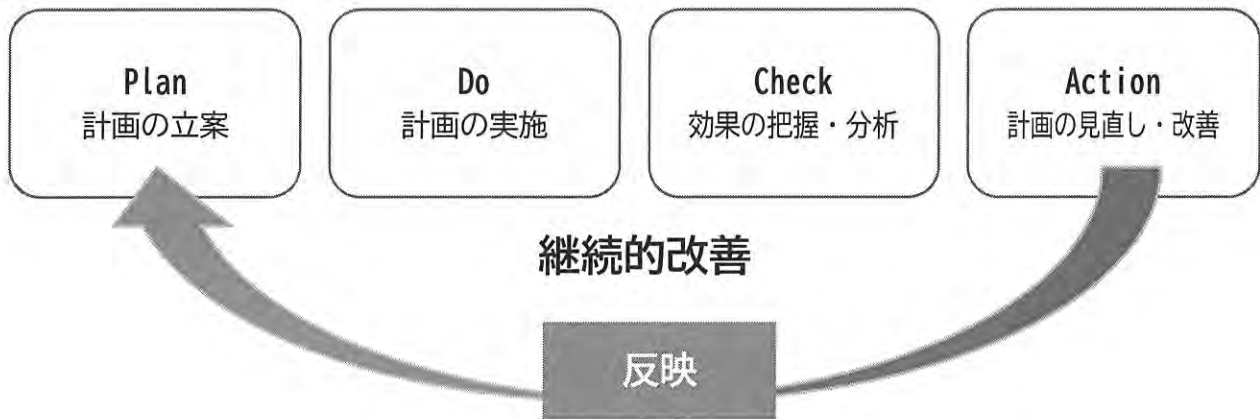 Plan
計画の立案
Do
計画の実施
Check
効果の把握・分析
Action
計画の見直し・改善
継続的改善
反映